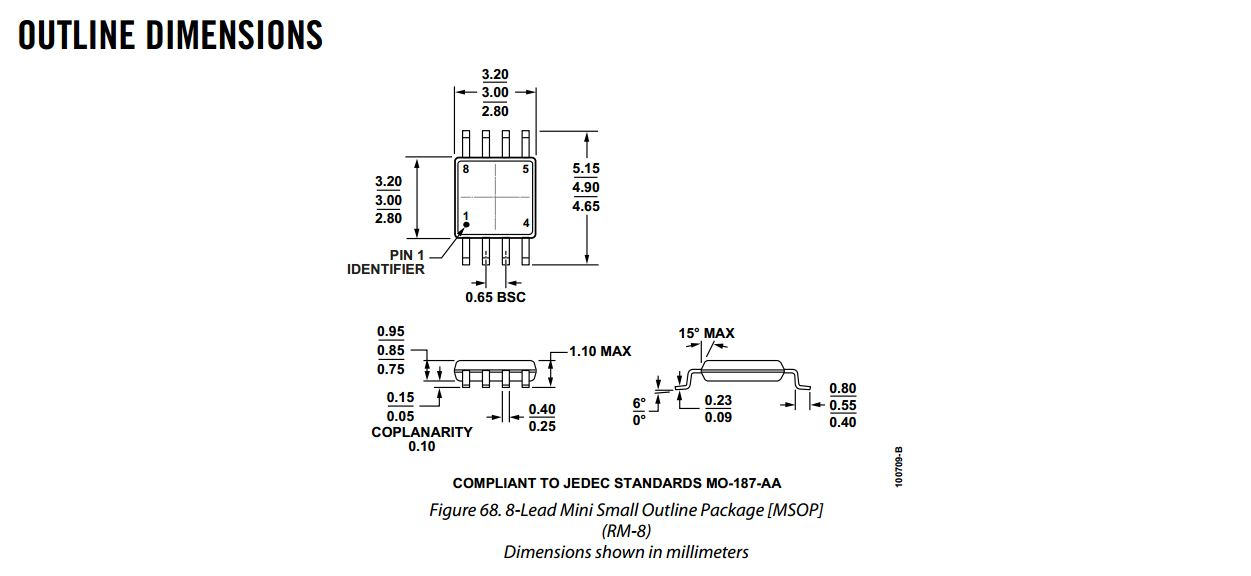 OUTLINE DIMENSIONS
3.20
3.00
2.80
8
5
5.15
4.90
4.65
3.20
3.00
2.80
1
4
PIN 1
IDENTIFIER
0.65 BSC
0.95
0.85
0.75
1.10 MAX
15° MAX
0.15
0.05
COPLANARITY
0.10
0.40
0.25
6°
0°
0.23
0.09
0.80
0.55
0.40
100709-B
COMPLIANT TO JEDEC STANDARDS MO-187-AA
Figure 68. 8-Lead Mini Small Outline Package [MSOP]
(RM-8)
Dimensions shown in millimeters